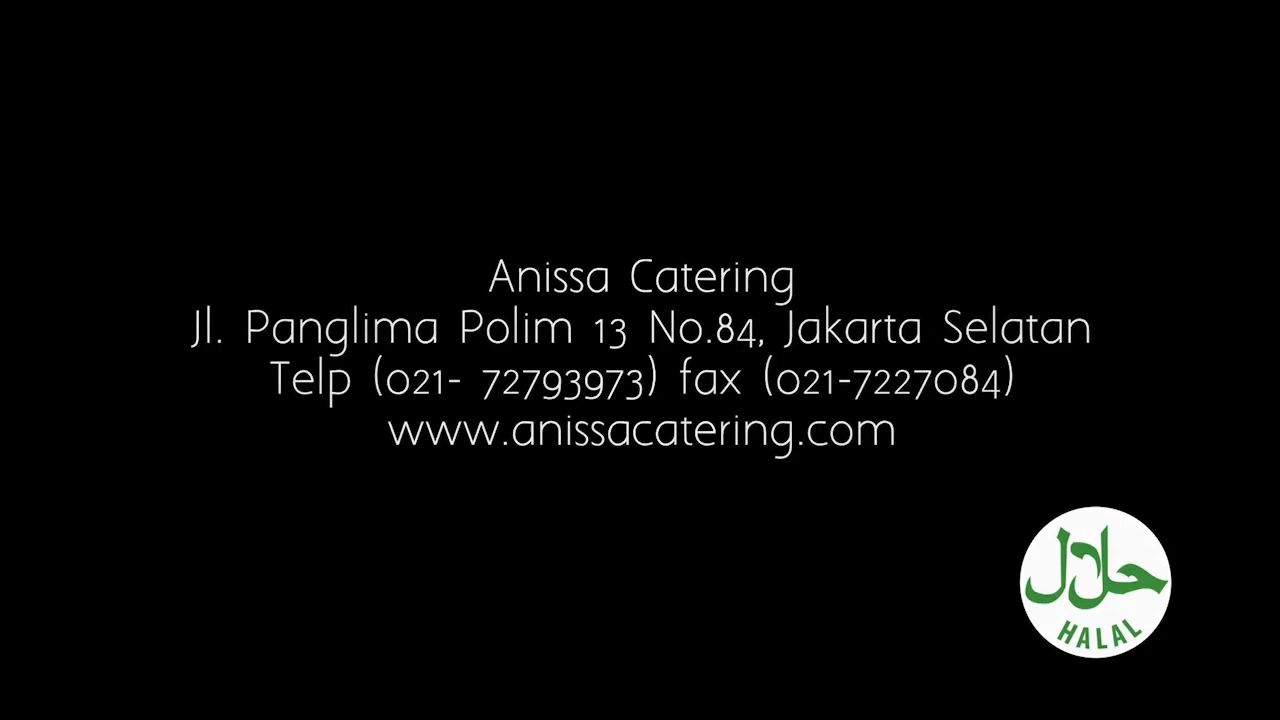 Anissa Catering
Jl. Panglima Polim 13 No.84, Jakarta Selatan
Telp (021- 72793973) fax (021-7227084)
www.anissacatering.com
حلال
HALAL